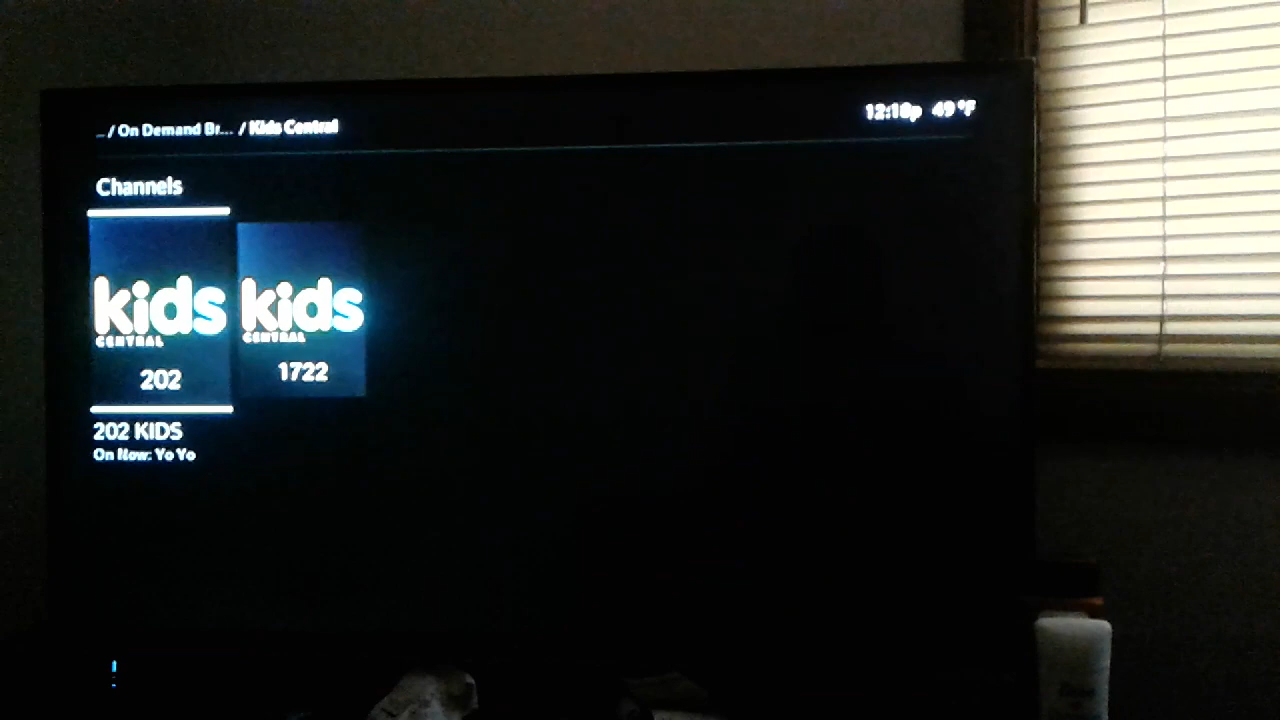 ... / On Demand Br... / Kids Central
12:18p 49°F
Channels
kids
CENTRAL
202
kids
CENTRAL
1722
202 KIDS
On Now: Yo Yo